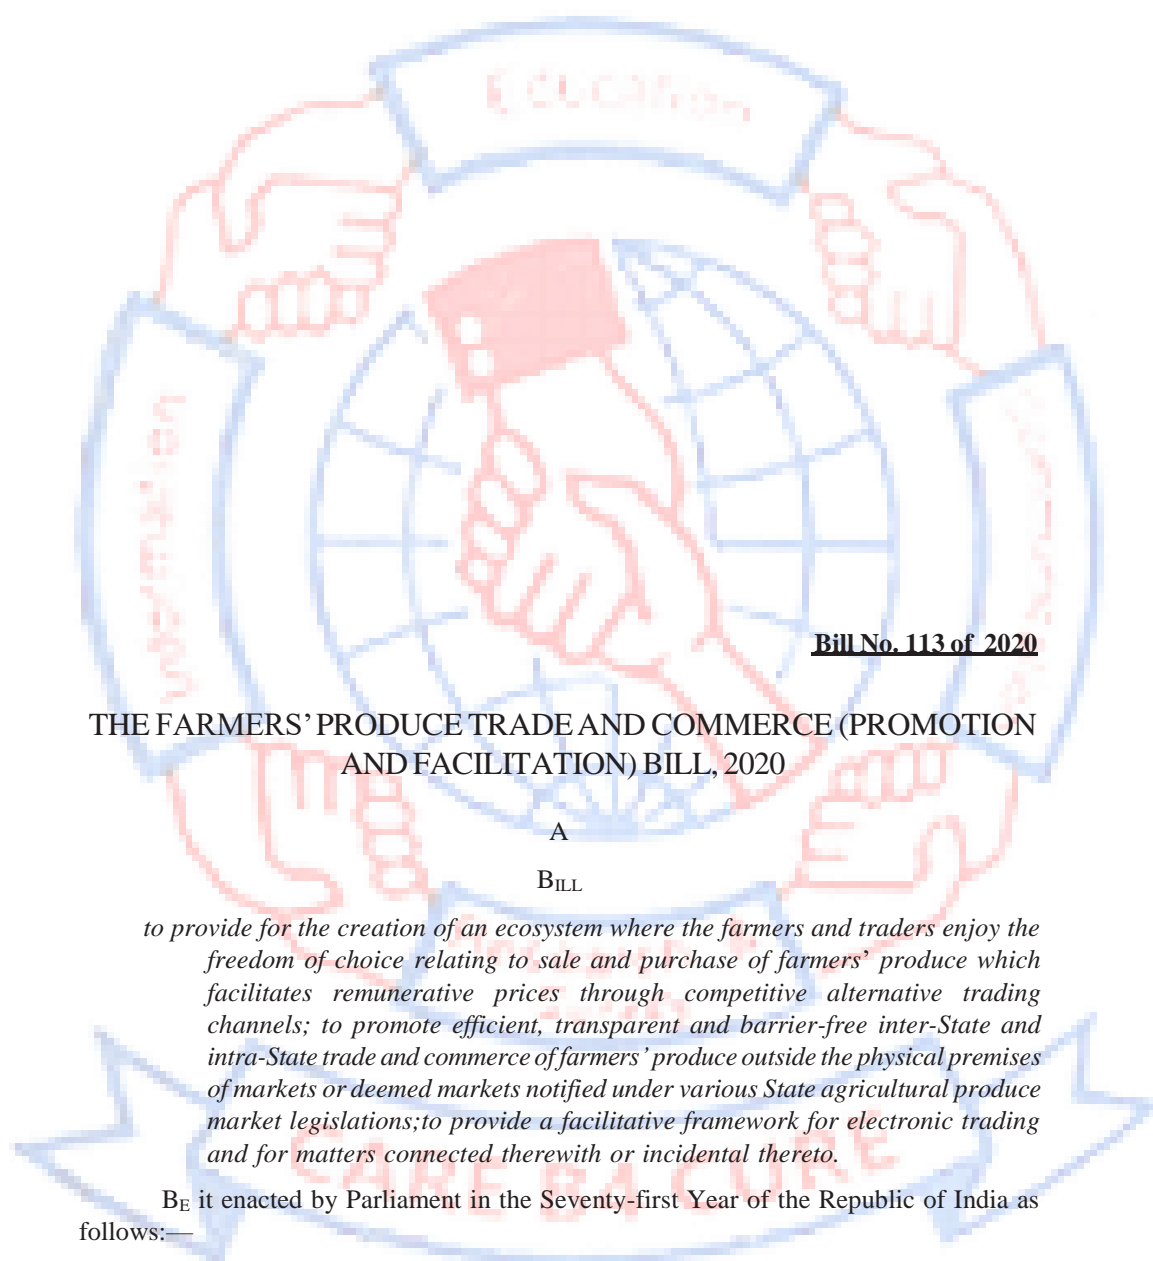 Education
Bill No. 113 of 2020
THE FARMERS' PRODUCE TRADE AND COMMERCE (PROMOTION
AND FACILITATION) BILL, 2020
A
BILL
to provide for the creation of an ecosystem where the farmers and traders enjoy the
freedom of choice relating to sale and purchase of farmers' produce which
facilitates remunerative prices through competitive alternative trading
channels; to promote efficient, transparent and barrier-free inter-State and
intra-State trade and commerce of farmers' produce outside the physical premises
of markets or deemed markets notified under various State agricultural produce
market legislations;to provide a facilitative framework for electronic trading
and for matters connected therewith or incidental thereto.
CARE B4 CURE
BE it enacted by Parliament in the Seventy-first Year of the Republic of India as
follows:—